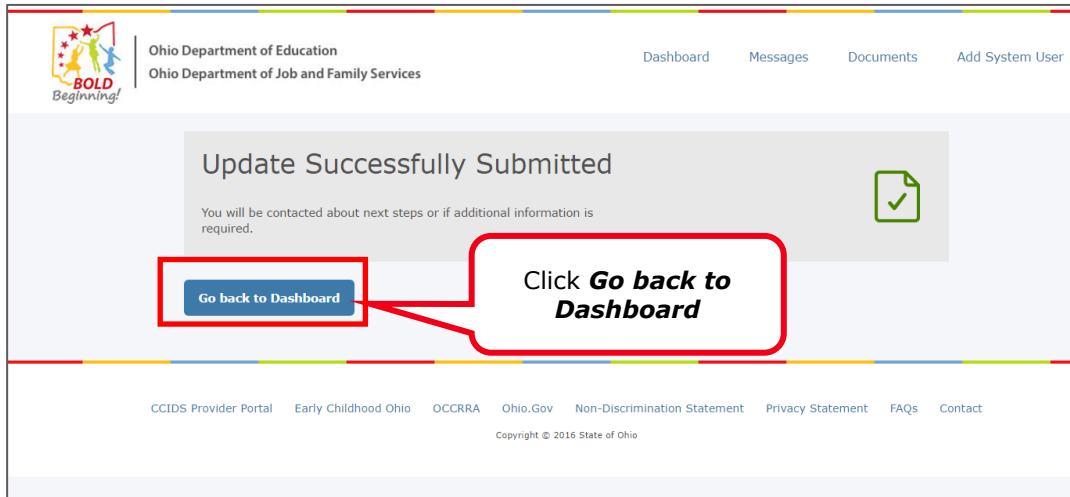 BOLD
Beginning!
Ohio Department of Education
Ohio Department of Job and Family Services
Dashboard Messages Documents Add System User
Update Successfully Submitted
You will be contacted about next steps or if additional information is
required.
Go back to Dashboard
Click Go back to
Dashboard
CCIDS Provider Portal Early Childhood Ohio OCCRRA Ohio.Gov Non-Discrimination Statement Privacy Statement FAQs Contact
Copyright © 2016 State of Ohio